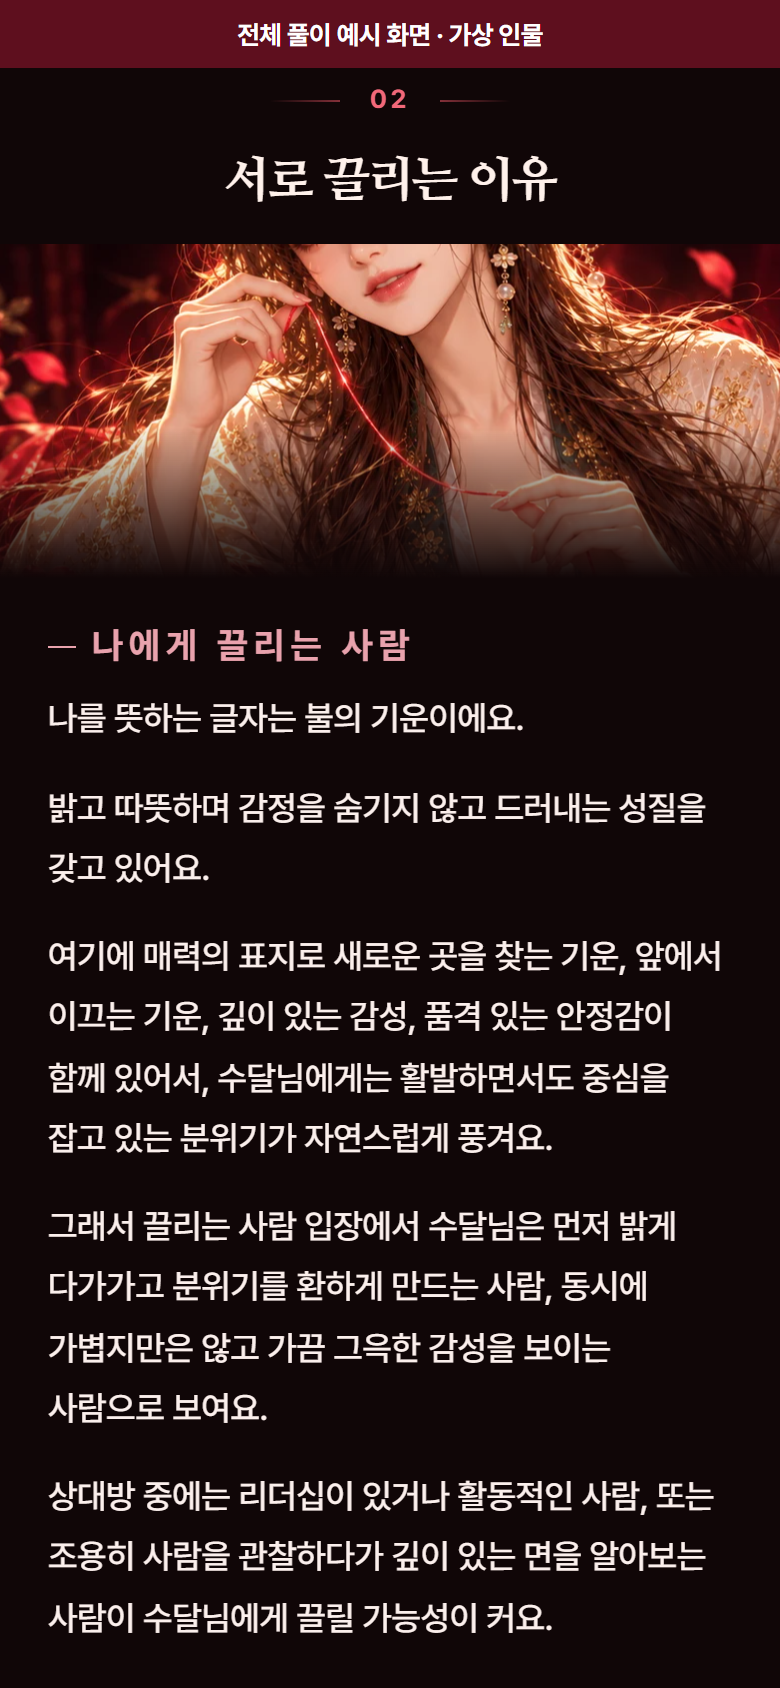 전체 풀이 예시 화면 · 가상 인물
02
서로 끌리는 이유
— 나에게 끌리는 사람
나를 뜻하는 글자는 불의 기운이에요.
밝고 따뜻하며 감정을 숨기지 않고 드러내는 성질을
갖고 있어요.
여기에 매력의 표지로 새로운 곳을 찾는 기운, 앞에서
이끄는 기운, 깊이 있는 감성, 품격 있는 안정감이
함께 있어서, 수달님에게는 활발하면서도 중심을
잡고 있는 분위기가 자연스럽게 풍겨요.
그래서 끌리는 사람 입장에서 수달님은 먼저 밝게
다가가고 분위기를 환하게 만드는 사람, 동시에
가볍지만은 않고 가끔 그윽한 감성을 보이는
사람으로 보여요.
상대방 중에는 리더십이 있거나 활동적인 사람, 또는
조용히 사람을 관찰하다가 깊이 있는 면을 알아보는
사람이 수달님에게 끌릴 가능성이 커요.